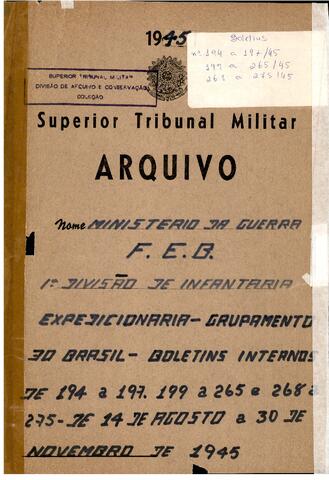 1945
Boletins
nº 194 a 197/45
199 a 265/45
268 a 275/45
SUPERIOR TRIBUNAL MILITAR
DIVISÃO DE ARQUIVO E CONSERVAÇÃO
COLEÇÃO
Superior Tribunal Militar
ARQUIVO
Nome MINISTERIO DA GUERRA
F. E. B.
1ª DIVISÃO DE INFANTARIA
EXPEDICIONARIA - GRUPAMENTO
DO BRASIL - BOLETINS INTERNOS
DE 194 a 197. 199 a 265 e 268 a
275 - DE 14 DE AGOSTO a 30 DE
NOVEMBRO DE 1945